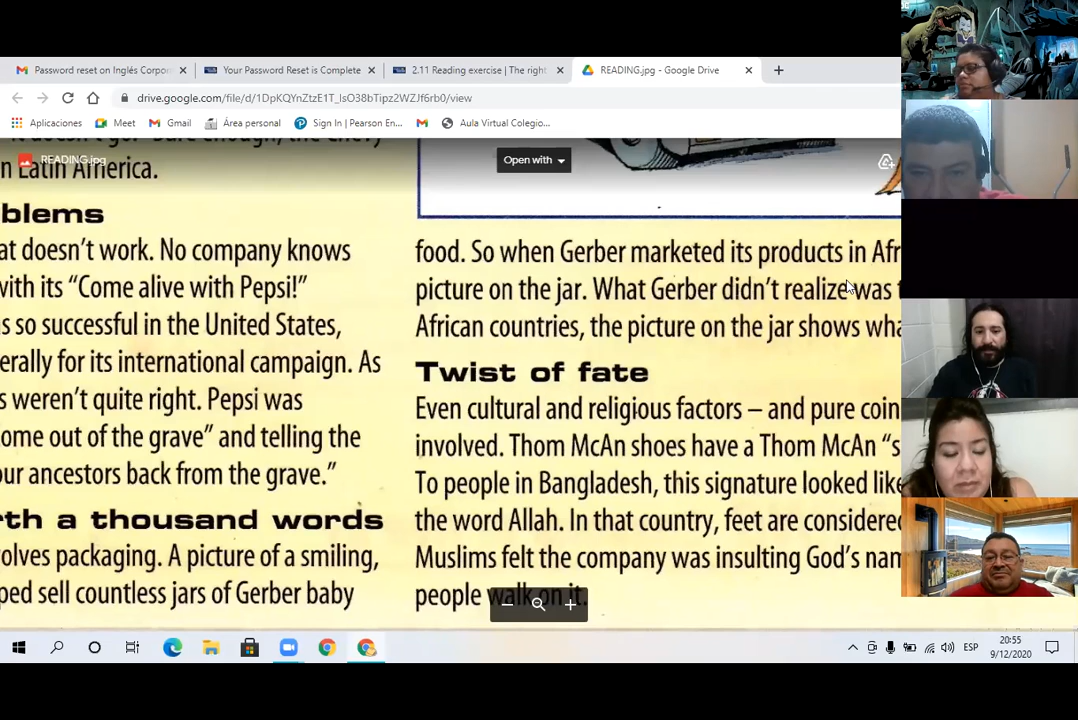 Password reset on Inglés Corpor
Your Password Reset is Complete
2.11 Reading exercise | The right
READING.jpg - Google Drive
drive.google.com/file/d/1DpKQYnZtzE1T_lsO38bTipz2WZJf6rb0/view
Aplicaciones
Meet
Gmail
Área personal
Sign In | Pearson En...
Aula Virtual Colegio...
READING.jpg
Open with
n Latin America.
blems
at doesn't work. No company knows
with its "Come alive with Pepsi!"
s so successful in the United States,
erally for its international campaign. As
s weren't quite right. Pepsi was
ome out of the grave" and telling the
our ancestors back from the grave."
rth a thousand words
olves packaging. A picture of a smiling,
ped sell countless jars of Gerber baby
food. So when Gerber marketed its products in Afr
picture on the jar. What Gerber didn't realize was
African countries, the picture on the jar shows wha
Twist of fate
Even cultural and religious factors – and pure coin
involved. Thom McAn shoes have a Thom McAn "s
To people in Bangladesh, this signature looked like
the word Allah. In that country, feet are considered
Muslims felt the company was insulting God's nam
people walk on it.
ESP
20:55
9/12/2020